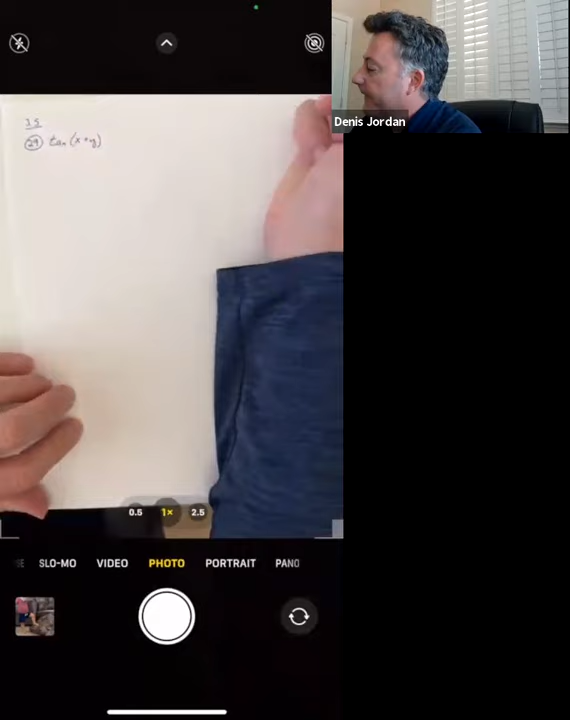 Denis Jordan
3.5
29 tan(x+y)
0.5 1× 2.5
SLO-MO VIDEO PHOTO PORTRAIT PANO